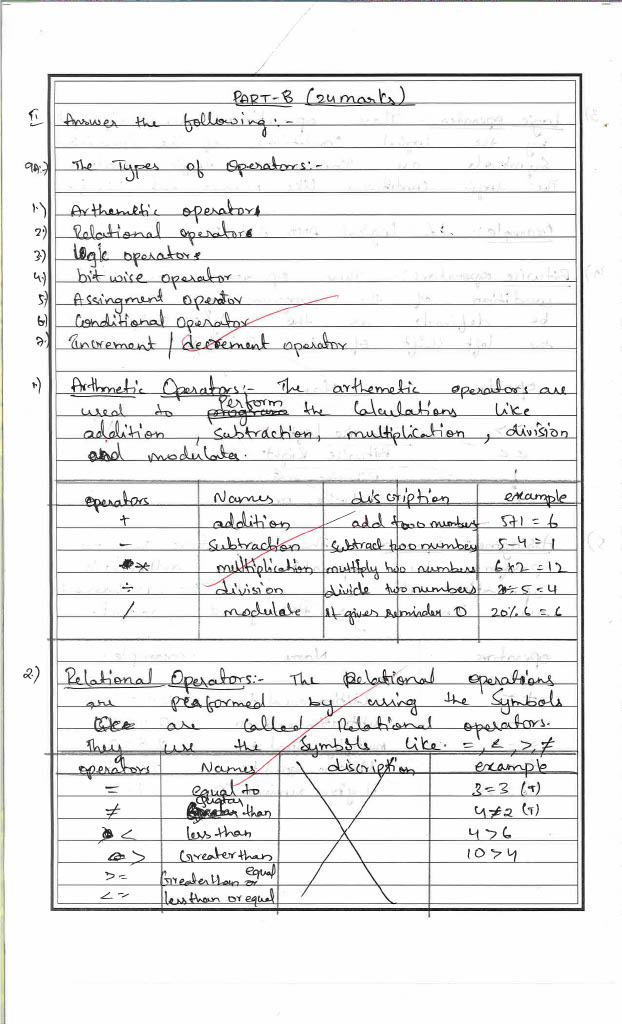 PART-B (24 marks)
II Answer the following:-
9a.) The Types of Operators:-
1.) Arthemetic operators
2.) Relational operators
3) logic operators
4.) bit wise operator
5) Assingment operator
6) Conditional Operator
7.) increment / decrement operator
1) Arthmetic Operators:- The arthemetic operators are
used to Perform the Calculations like
addition, Subtraction, multiplication, division
and modulate.
operators Names discription example
+ addition add two numbers 5+1 = 6
- Subtraction Subtract two number 5-4 = 1
* multiplication multiply two numbers 6*2 = 12
÷ division divide two numbers ÷ 5 = 4
/ modulate It gives reminder 0 20% 6 = 6
2) Relational Operators:- The Relational operations
are performed by using the Symbols
are Called Relational operators.
They use the Symbols like. =, <, >, ≠
operators Names discription example
= equal to 3=3 (T)
≠ than 4≠2 (T)
< less than 4>6
> Greater than 10>4
>= Greater than or equal
<= less than or equal